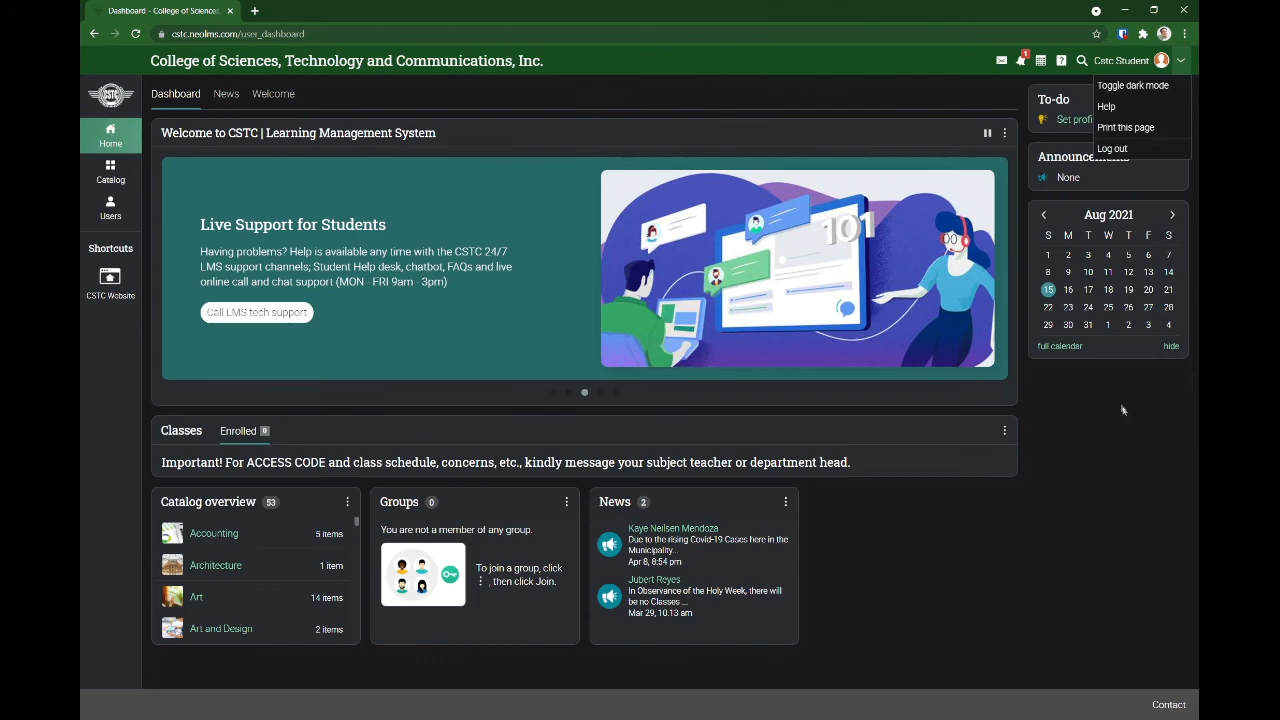 Dashboard - College of Sciences,
cstc.neolms.com/user_dashboard
College of Sciences, Technology and Communications, Inc.
1
Cstc Student
Toggle dark mode
Help
Print this page
Log out
CSTC
Home
Catalog
Users
Shortcuts
CSTC Website
Dashboard
News
Welcome
Welcome to CSTC | Learning Management System
Live Support for Students
Having problems? Help is available any time with the CSTC 24/7
LMS support channels; Student Help desk, chatbot, FAQs and live
online call and chat support (MON - FRI 9am - 3pm)
Call LMS tech support
101
To-do
Set profi
Announcements
None
Aug 2021
S M T W T F S
1 2 3 4 5 6 7
8 9 10 11 12 13 14
15 16 17 18 19 20 21
22 23 24 25 26 27 28
29 30 31 1 2 3 4
full calendar
hide
Classes
Enrolled 0
Important! For ACCESS CODE and class schedule, concerns, etc., kindly message your subject teacher or department head.
Catalog overview 53
Accounting 5 items
Architecture 1 item
Art 14 items
Art and Design 2 items
Groups 0
You are not a member of any group.
To join a group, click
⋮ , then click Join.
News 2
Kaye Neilsen Mendoza
Due to the rising Covid-19 Cases here in the
Municipality...
Apr 8, 8:54 pm
Jubert Reyes
In Observance of the Holy Week, there will
be no Classes ...
Mar 29, 10:13 am
Contact